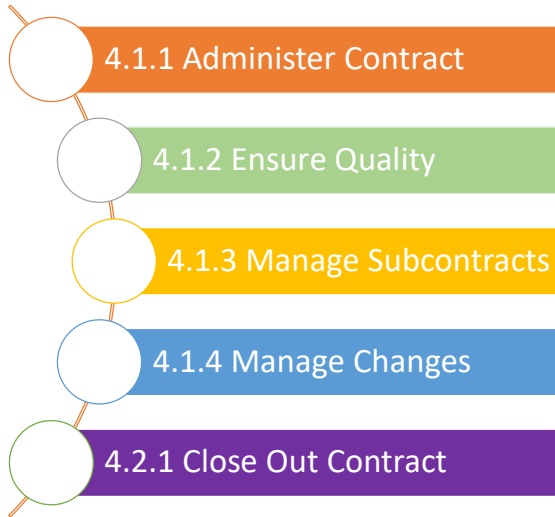 4.1.1 Administer Contract
4.1.2 Ensure Quality
4.1.3 Manage Subcontracts
4.1.4 Manage Changes
4.2.1 Close Out Contract